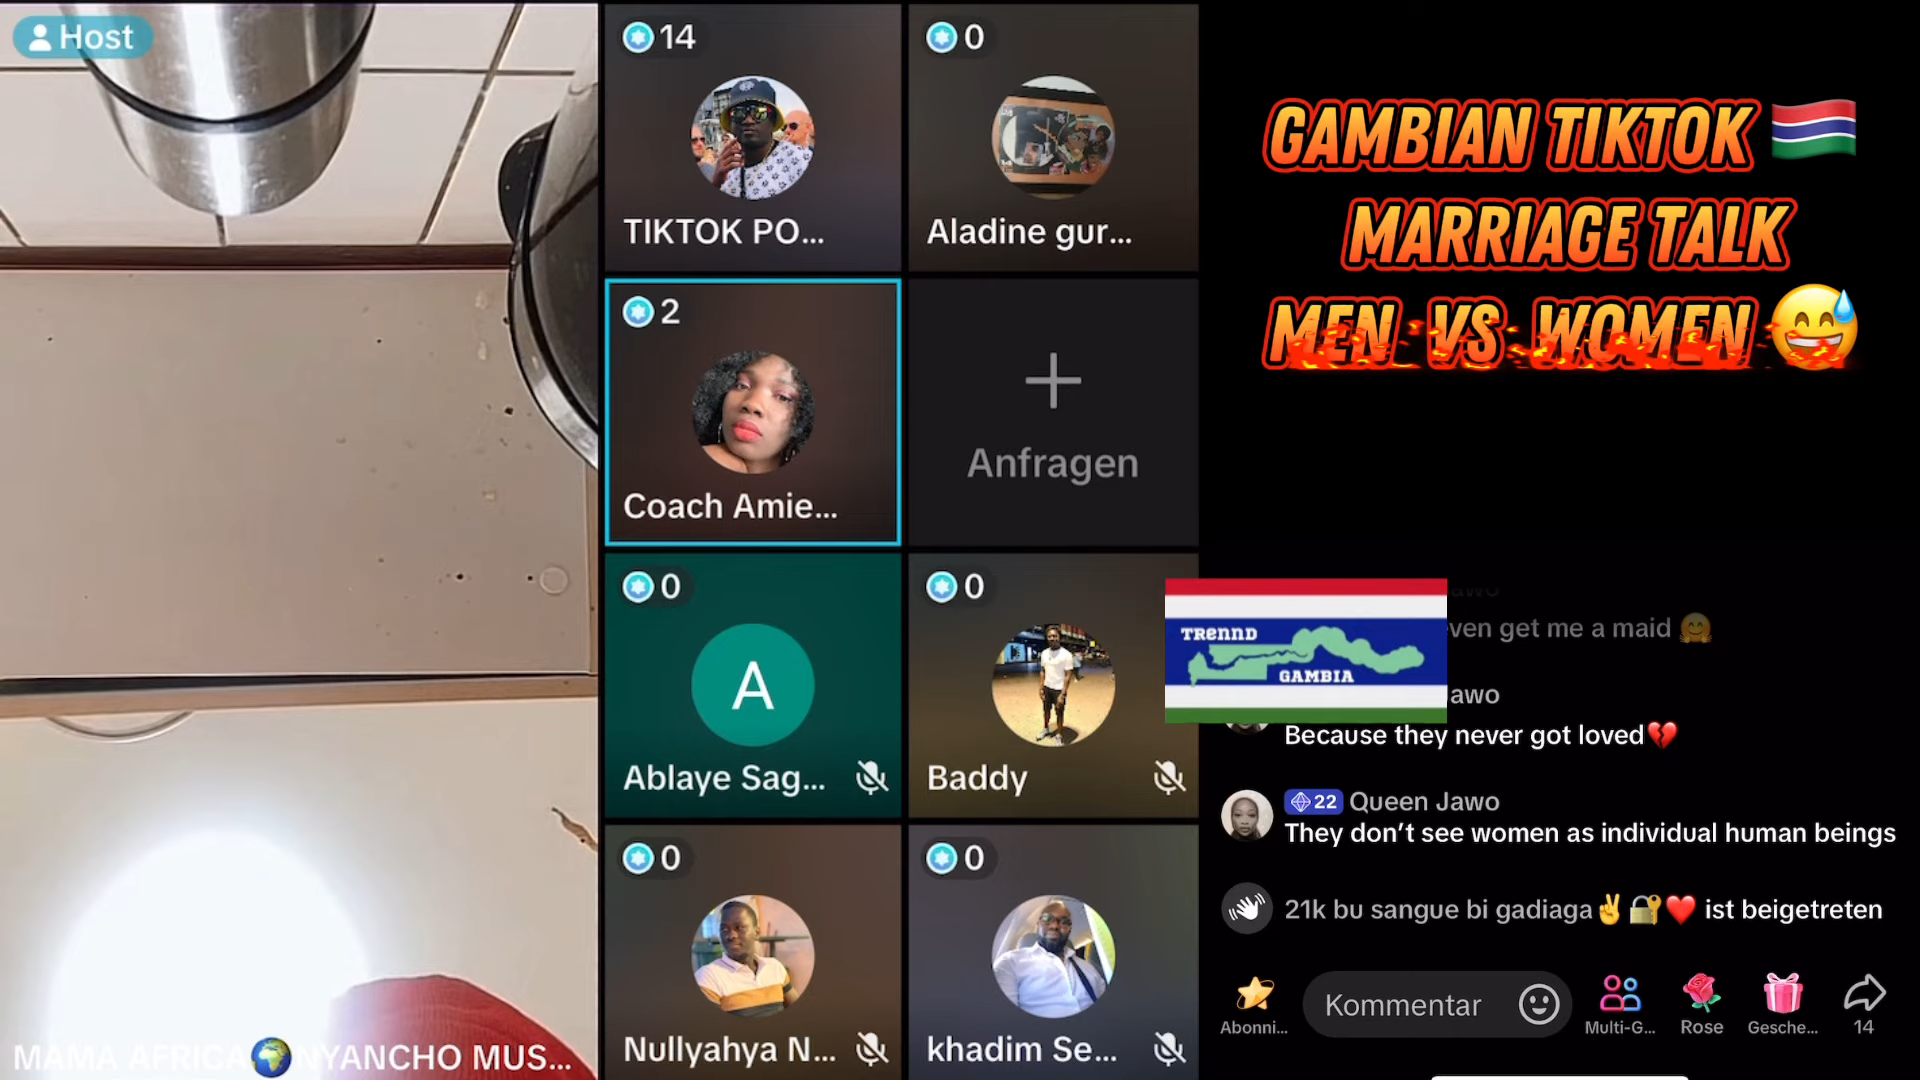 Host
14
TIKTOK PO...
0
Aladine gur...
2
Coach Amie...
Anfragen
0
A
Ablaye Sag...
0
Baddy
0
Nullyahya N...
0
khadim Se...
MAMA AFRICA🌍NYANCHO MUS...
GAMBIAN TIKTOK 🇬🇲
MARRIAGE TALK
MEN VS WOMEN 😅
TRENND
GAMBIA
even get me a maid 🤗
Jawo
Because they never got loved💔
22 Queen Jawo
They don’t see women as individual human beings
21k bu sangue bi gadiaga✌️🔐❤️ ist beigetreten
Abonni...
Kommentar
Multi-G...
Rose
Gesche...
14